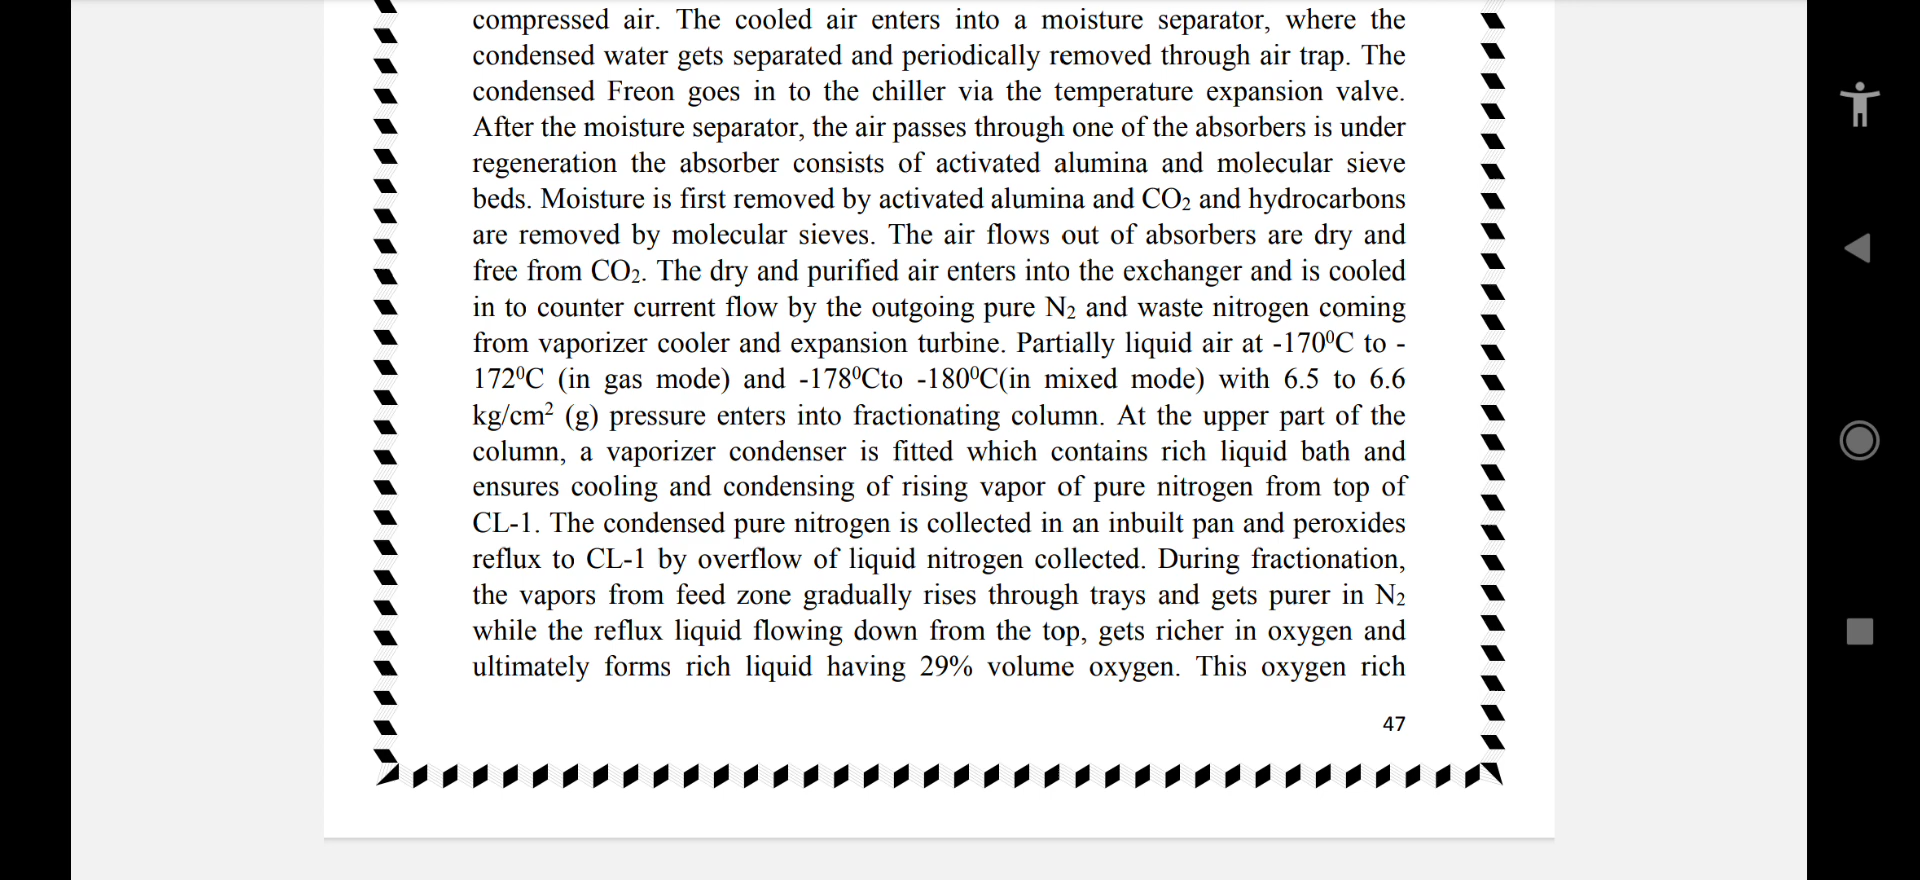 compressed air. The cooled air enters into a moisture separator, where the
condensed water gets separated and periodically removed through air trap. The
condensed Freon goes in to the chiller via the temperature expansion valve.
After the moisture separator, the air passes through one of the absorbers is under
regeneration the absorber consists of activated alumina and molecular sieve
beds. Moisture is first removed by activated alumina and CO₂ and hydrocarbons
are removed by molecular sieves. The air flows out of absorbers are dry and
free from CO₂. The dry and purified air enters into the exchanger and is cooled
in to counter current flow by the outgoing pure N₂ and waste nitrogen coming
from vaporizer cooler and expansion turbine. Partially liquid air at -170⁰C to -
172⁰C (in gas mode) and -178⁰Cto -180⁰C(in mixed mode) with 6.5 to 6.6
kg/cm² (g) pressure enters into fractionating column. At the upper part of the
column, a vaporizer condenser is fitted which contains rich liquid bath and
ensures cooling and condensing of rising vapor of pure nitrogen from top of
CL-1. The condensed pure nitrogen is collected in an inbuilt pan and peroxides
reflux to CL-1 by overflow of liquid nitrogen collected. During fractionation,
the vapors from feed zone gradually rises through trays and gets purer in N₂
while the reflux liquid flowing down from the top, gets richer in oxygen and
ultimately forms rich liquid having 29% volume oxygen. This oxygen rich
47